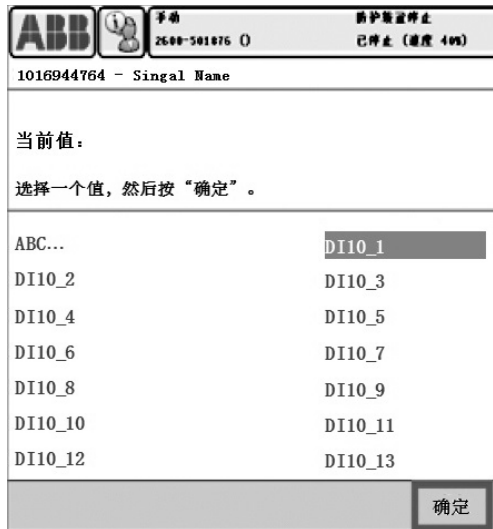 ABB
手动
2600-501876 ()
防护装置停止
已停止 (速度 40%)
1016944764 - Singal Name
当前值：
选择一个值, 然后按“确定”。
ABC... DI10_1
DI10_2 DI10_3
DI10_4 DI10_5
DI10_6 DI10_7
DI10_8 DI10_9
DI10_10 DI10_11
DI10_12 DI10_13
确定